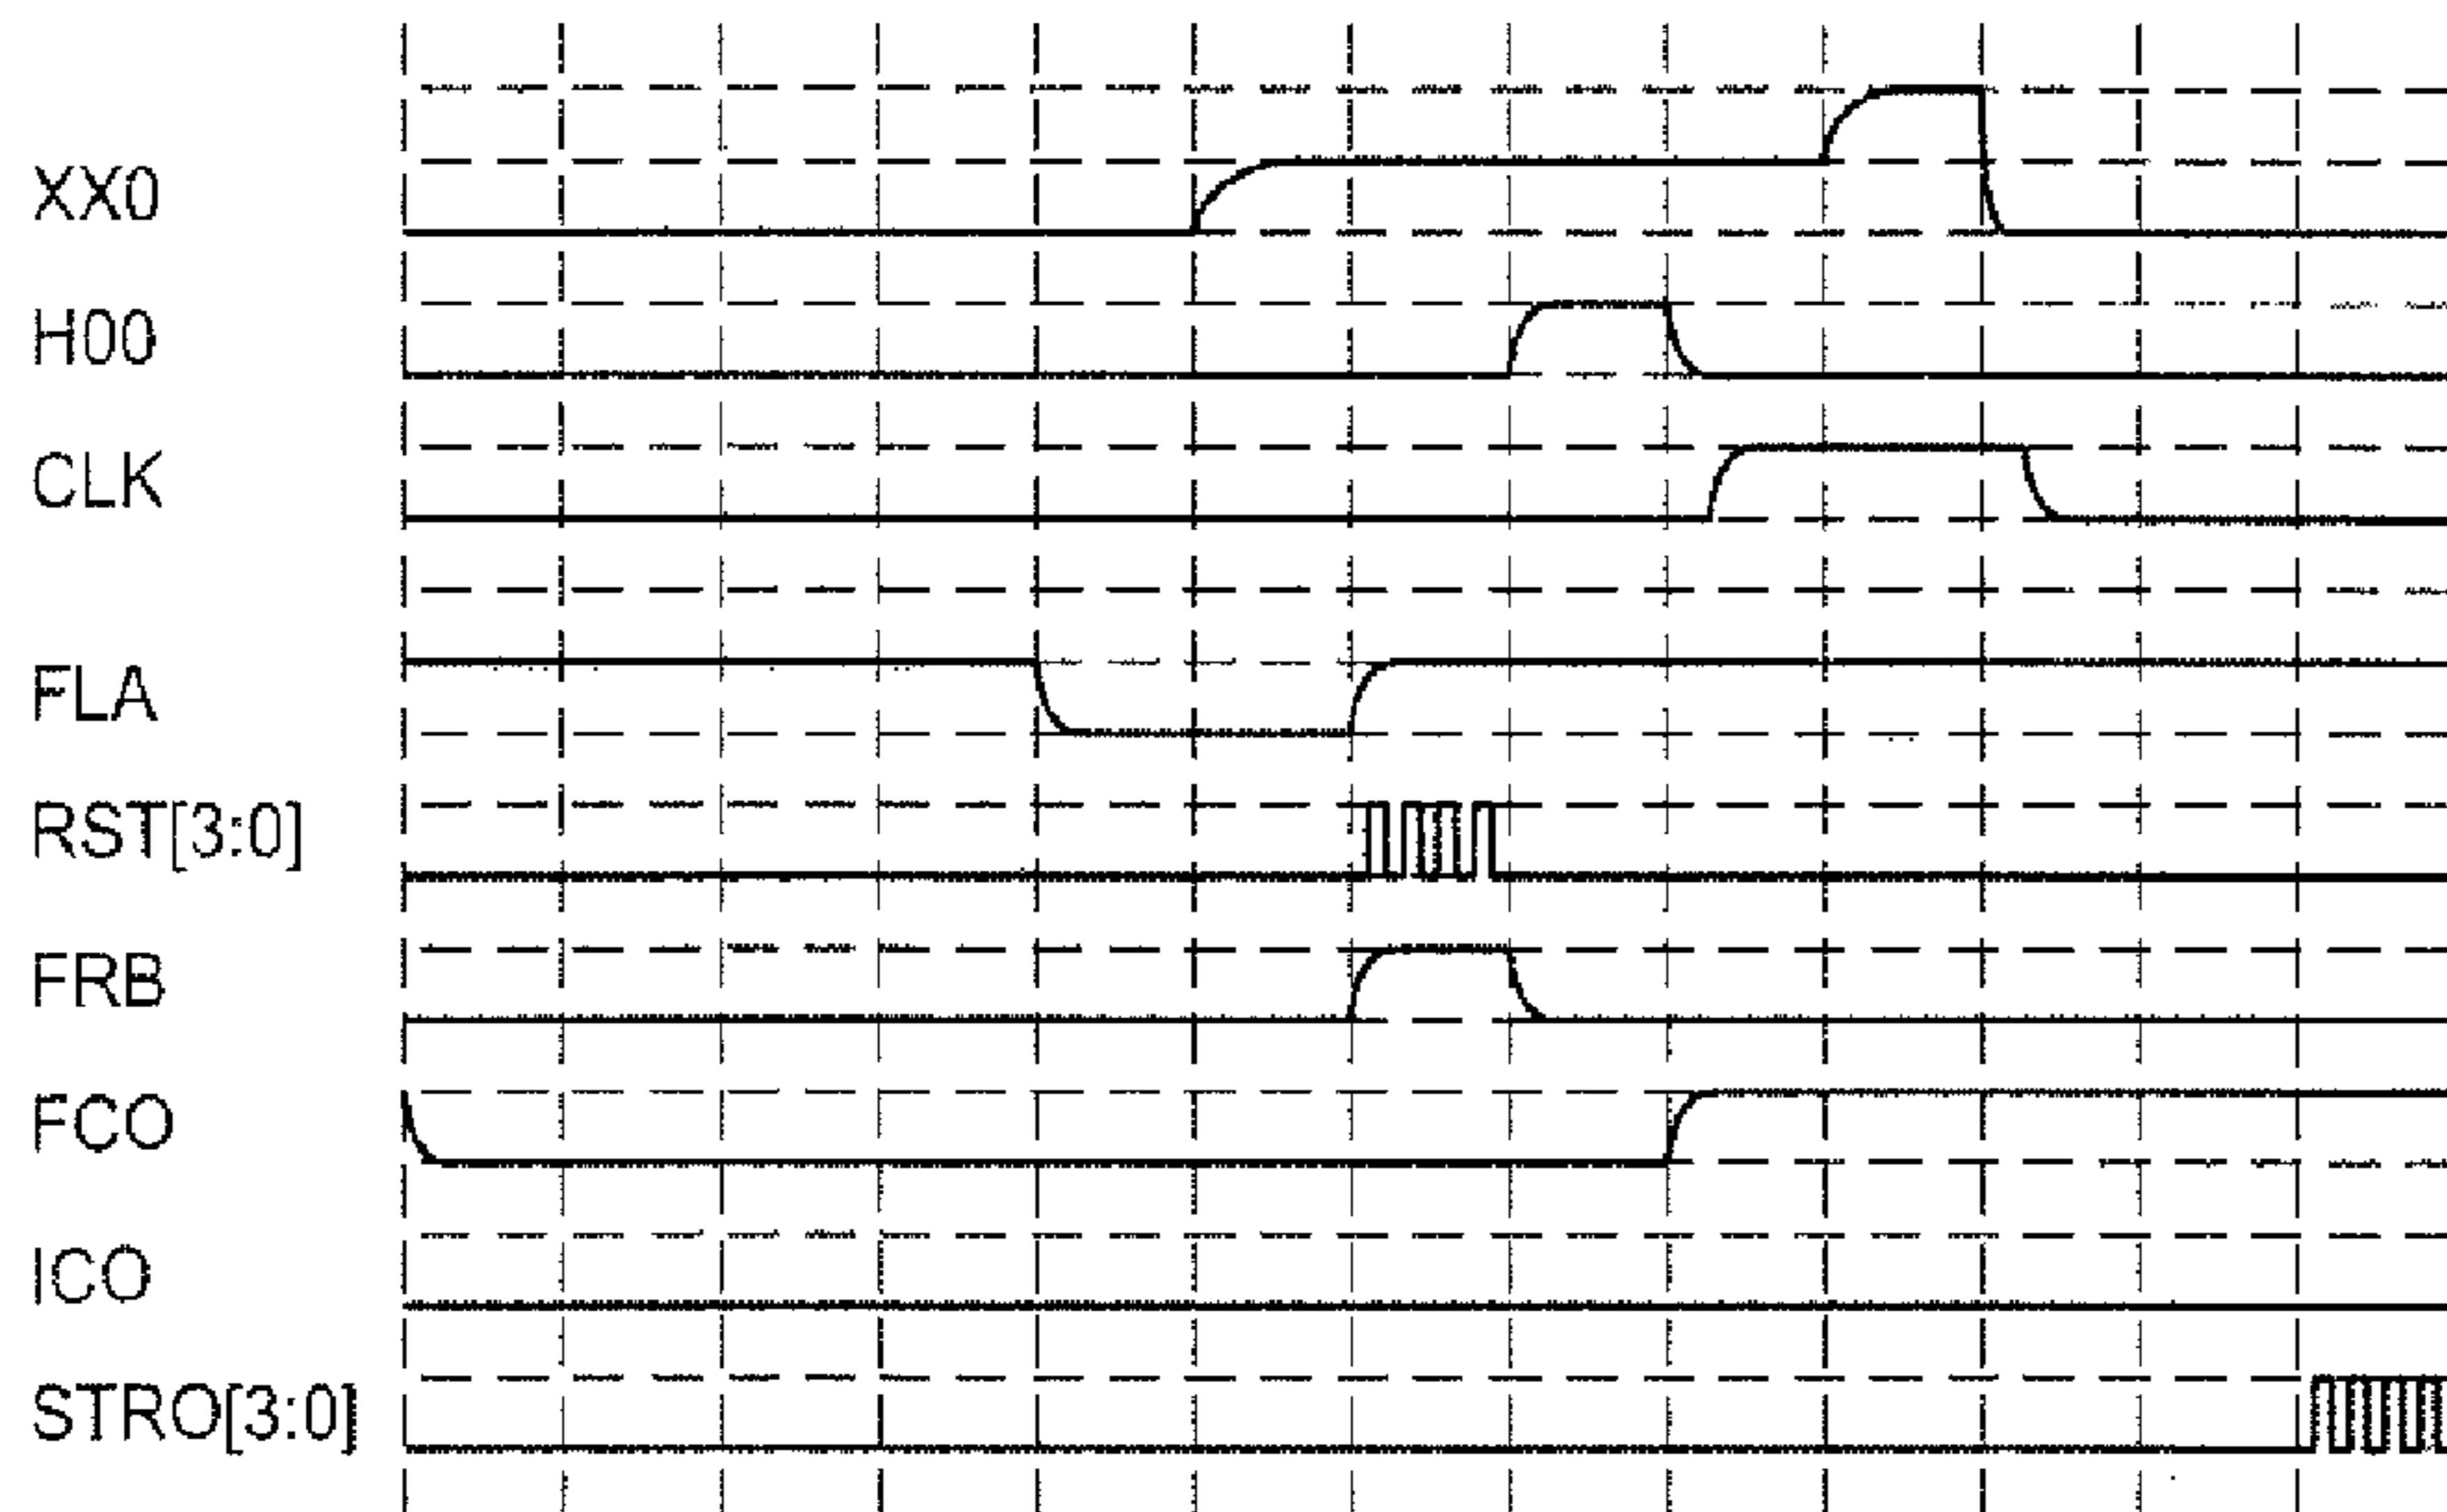 XX0
H00
CLK
FLA
RST[3:0]
FRB
FCO
ICO
STRO[3:0]